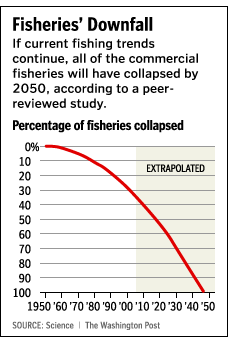 Fisheries' Downfall
If current fishing trends
continue, all of the commercial
fisheries will have collapsed by
2050, according to a peer-
reviewed study.
Percentage of fisheries collapsed
0%
10
20
30
40
50
60
70
80
90
100
EXTRAPOLATED
1950 '60 '70 '80 '90 '00 '10 '20 '30 '40 '50
SOURCE: Science | The Washington Post